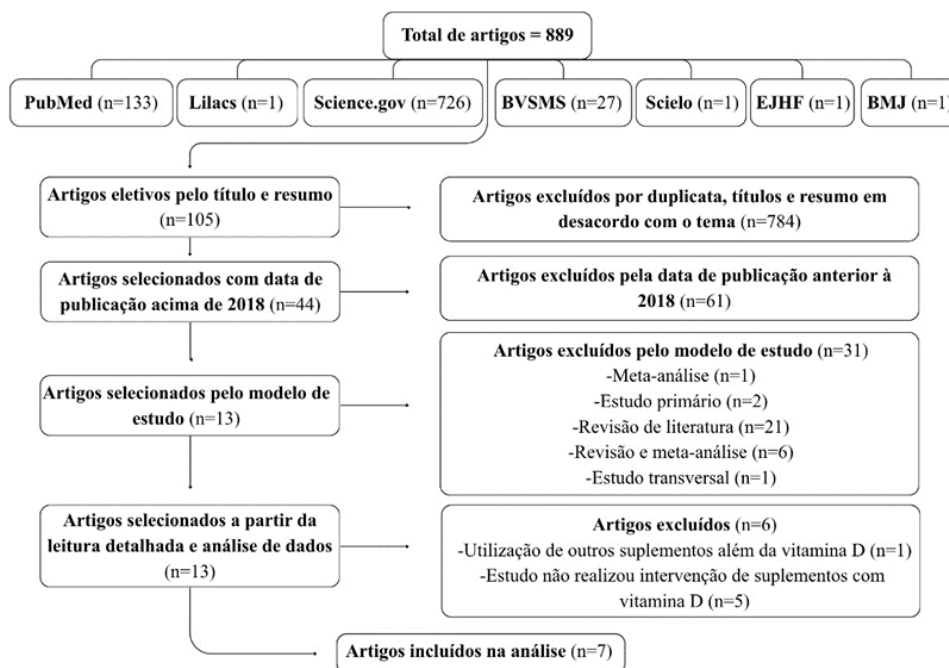 Total de artigos = 889
PubMed (n=133)
Lilacs (n=1)
Science.gov (n=726)
BVSMS (n=27)
Scielo (n=1)
EJHF (n=1)
BMJ (n=1)
Artigos eletivos pelo título e resumo
(n=105)
Artigos excluídos por duplicata, títulos e resumo em
desacordo com o tema (n=784)
Artigos selecionados com data de
publicação acima de 2018 (n=44)
Artigos excluídos pela data de publicação anterior à
2018 (n=61)
Artigos selecionados pelo modelo de
estudo (n=13)
Artigos excluídos pelo modelo de estudo (n=31)
-Meta-análise (n=1)
-Estudo primário (n=2)
-Revisão de literatura (n=21)
-Revisão e meta-análise (n=6)
-Estudo transversal (n=1)
Artigos selecionados a partir da
leitura detalhada e análise de dados
(n=13)
Artigos excluídos (n=6)
-Utilização de outros suplementos além da vitamina D (n=1)
-Estudo não realizou intervenção de suplementos com
vitamina D (n=5)
Artigos incluídos na análise (n=7)